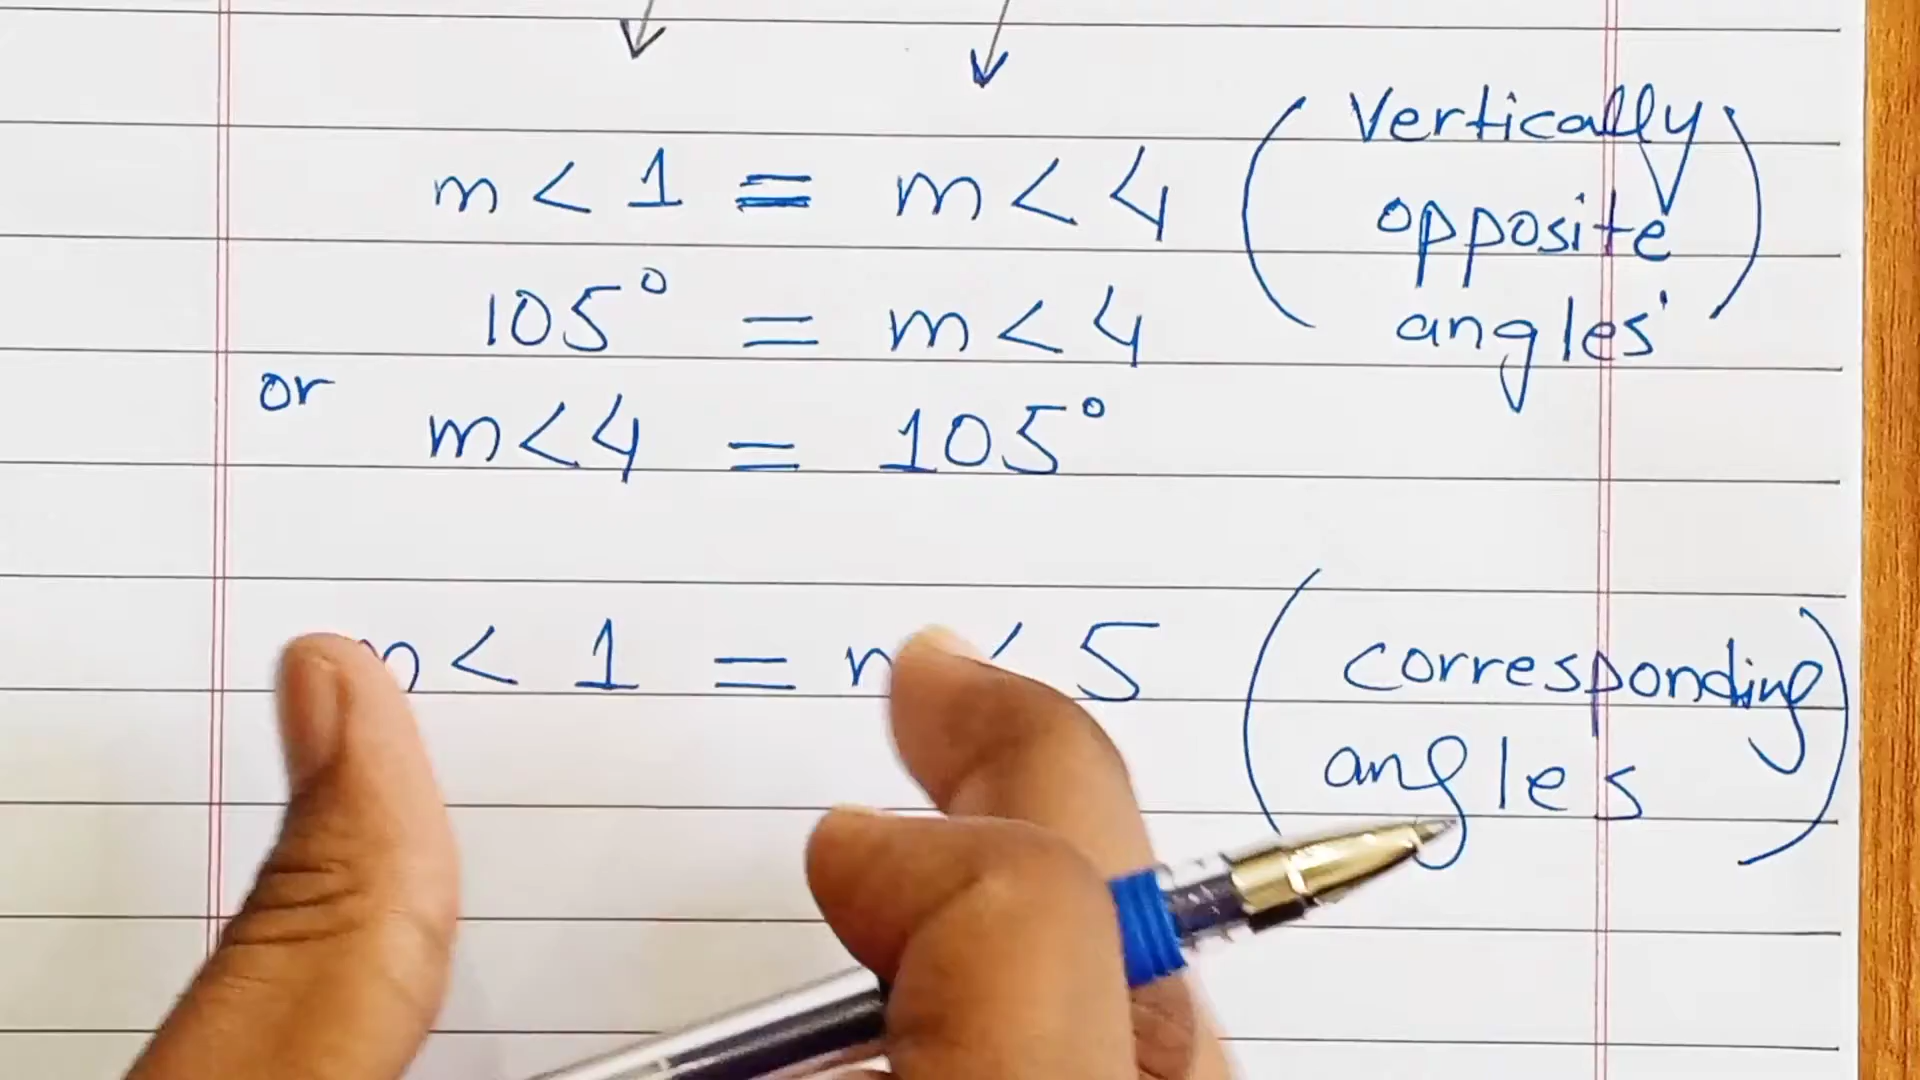 m < 1 = m < 4 (Vertically
opposite
105° = m < 4 angles)
or m < 4 = 105°
m < 1 = m < 5 (corresponding
angles)